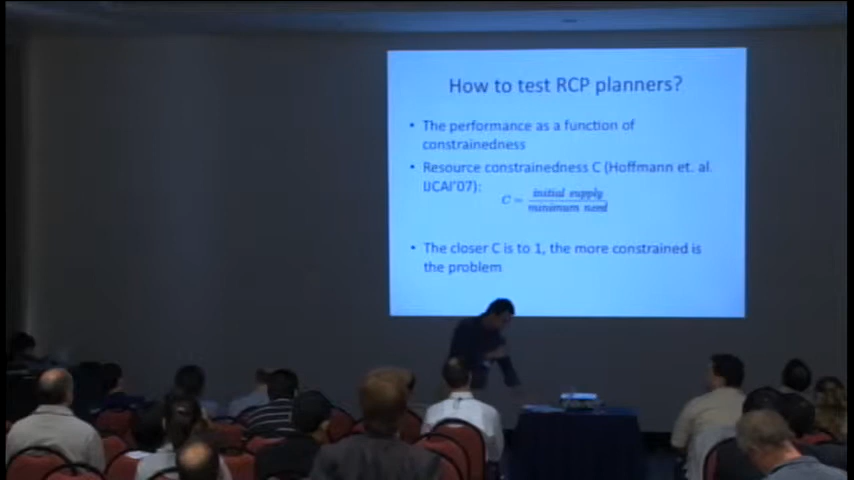 How to test RCP planners?
• The performance as a function of
constrainedness
• Resource constrainedness C (Hoffmann et. al.
IJCAI'07):
C = initial supply / minimum need
• The closer C is to 1, the more constrained is
the problem